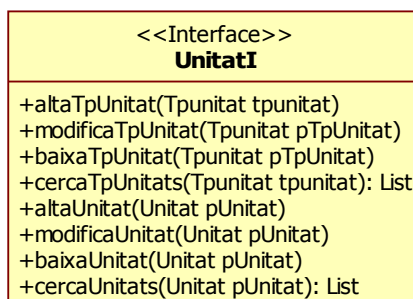 <<Interface>>
UnitatI
+altaTpUnitat(Tpunitat tpunitat)
+modificaTpUnitat(Tpunitat pTpUnitat)
+baixaTpUnitat(Tpunitat pTpUnitat)
+cercaTpUnitats(Tpunitat tpunitat): List
+altaUnitat(Unitat pUnitat)
+modificaUnitat(Unitat pUnitat)
+baixaUnitat(Unitat pUnitat)
+cercaUnitats(Unitat pUnitat): List